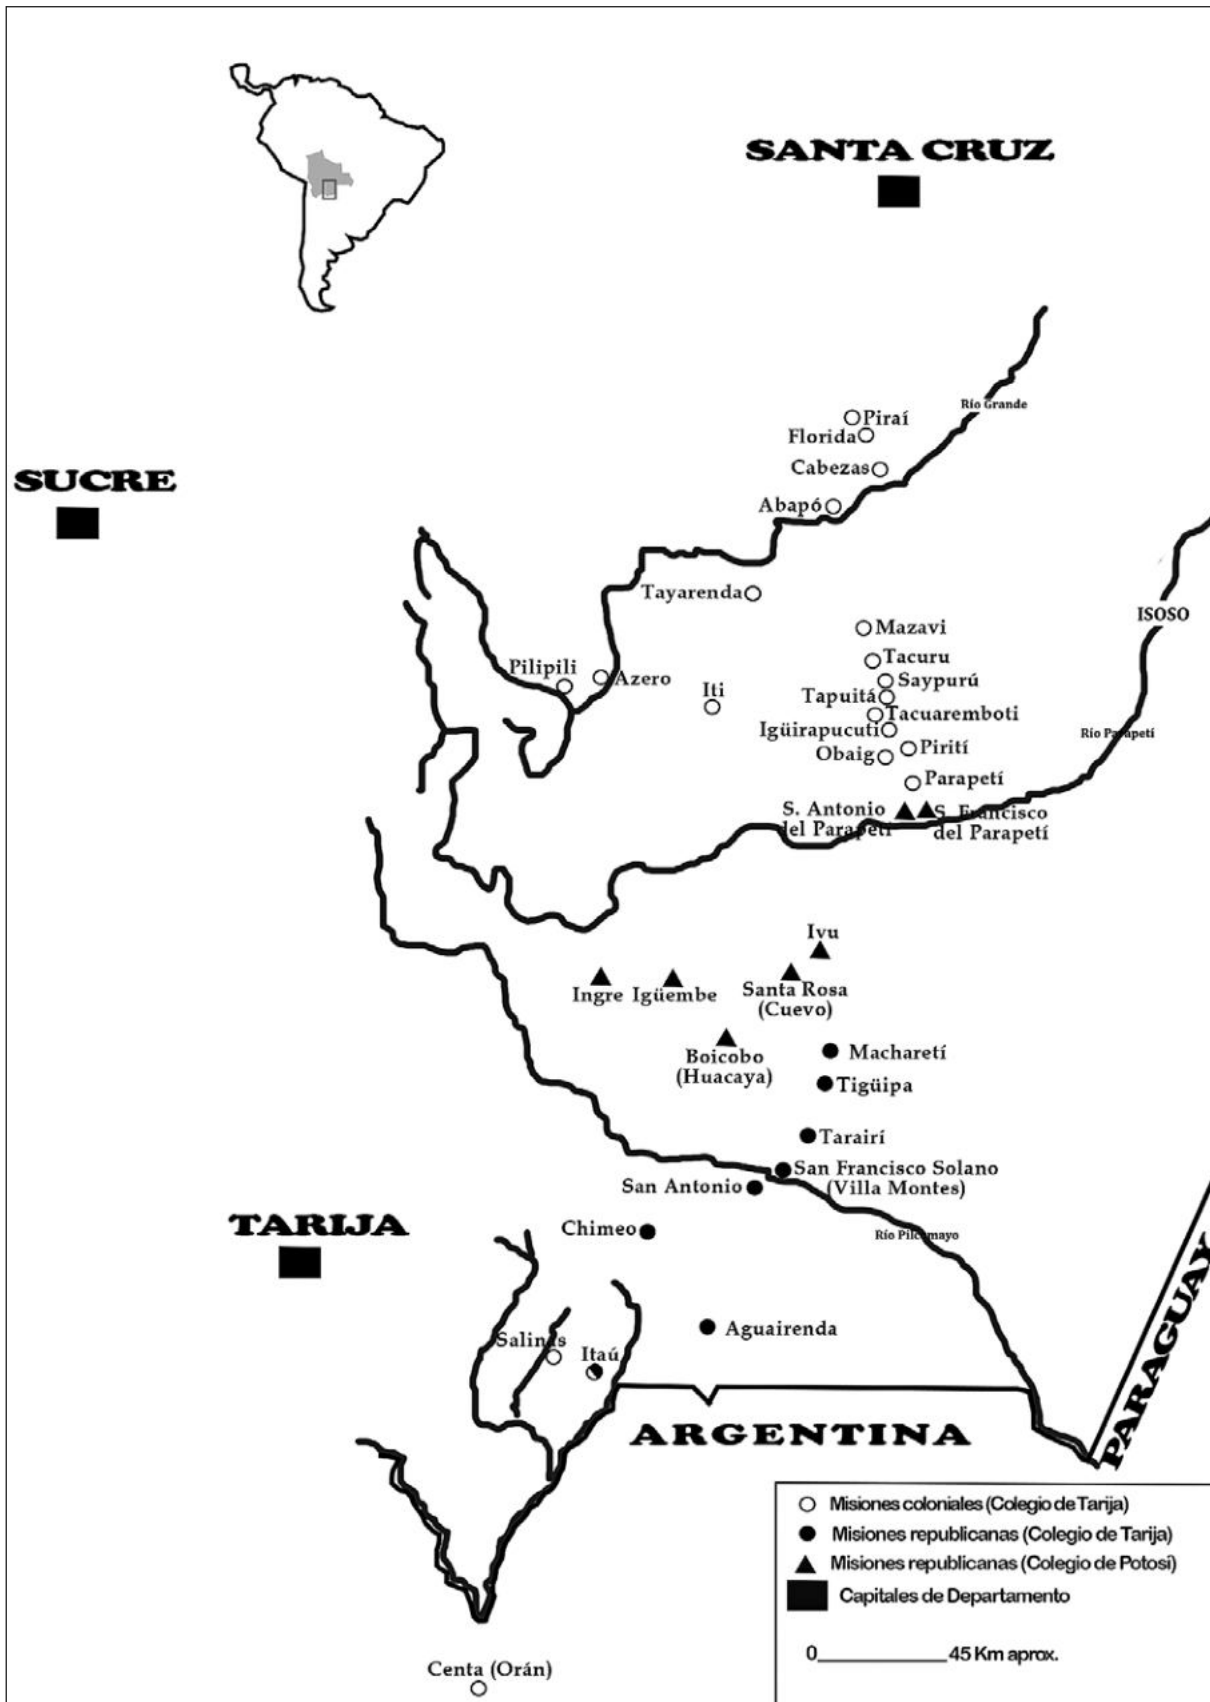 SANTA CRUZ
Río Grande
Piraí
Florida
Cabezas
SUCRE
Abapó
Tayarenda
ISOSO
Mazavi
Tacuru
Pilipili
Azero
Saypurú
Iti
Tapuitá
Tacuaremboti
Igüirapucuti
Río Parapetí
Pirití
Obaig
Parapetí
S. Antonio
del Parapetí
S. Francisco
del Parapetí
Ivu
Ingre
Igüembe
Santa Rosa
(Cuevo)
Boicobo
(Huacaya)
Macharetí
Tigüipa
Tarairí
San Francisco Solano
(Villa Montes)
San Antonio
TARIJA
Chimeo
Río Pilcomayo
PARAGUAY
Aguairenda
Salinas
Itaú
ARGENTINA
Misiones coloniales (Colegio de Tarija)
Misiones republicanas (Colegio de Tarija)
Misiones republicanas (Colegio de Potosí)
Capitales de Departamento
0 45 Km aprox.
Centa (Orán)